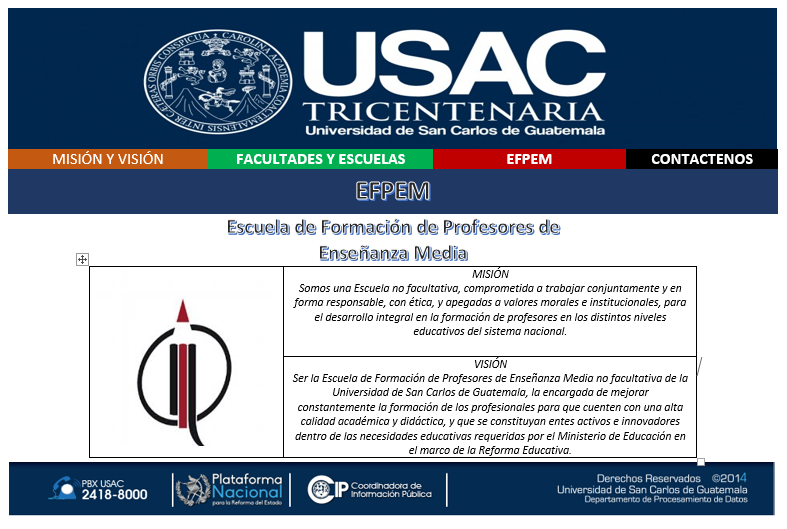 CAROLINA ACADEMIA COACTEMALENSIS INTER CAETERAS ORBIS CONSPICUA
USAC
TRICENTENARIA
Universidad de San Carlos de Guatemala
MISIÓN Y VISIÓN FACULTADES Y ESCUELAS EFPEM CONTACTENOS
EFPEM
Escuela de Formación de Profesores de
Enseñanza Media
MISIÓN
Somos una Escuela no facultativa, comprometida a trabajar conjuntamente y en
forma responsable, con ética, y apegadas a valores morales e institucionales, para
el desarrollo integral en la formación de profesores en los distintos niveles
educativos del sistema nacional.
VISIÓN
Ser la Escuela de Formación de Profesores de Enseñanza Media no facultativa de la
Universidad de San Carlos de Guatemala, la encargada de mejorar
constantemente la formación de los profesionales para que cuenten con una alta
calidad académica y didáctica, y que se constituyan entes activos e innovadores
dentro de las necesidades educativas requeridas por el Ministerio de Educación en
el marco de la Reforma Educativa.
PBX USAC
2418-8000
Plataforma
Nacional
para la Reforma del Estado
CIP
Coordinadora de
Información Pública
Derechos Reservados ©2014
Universidad de San Carlos de Guatemala
Departamento de Procesamiento de Datos